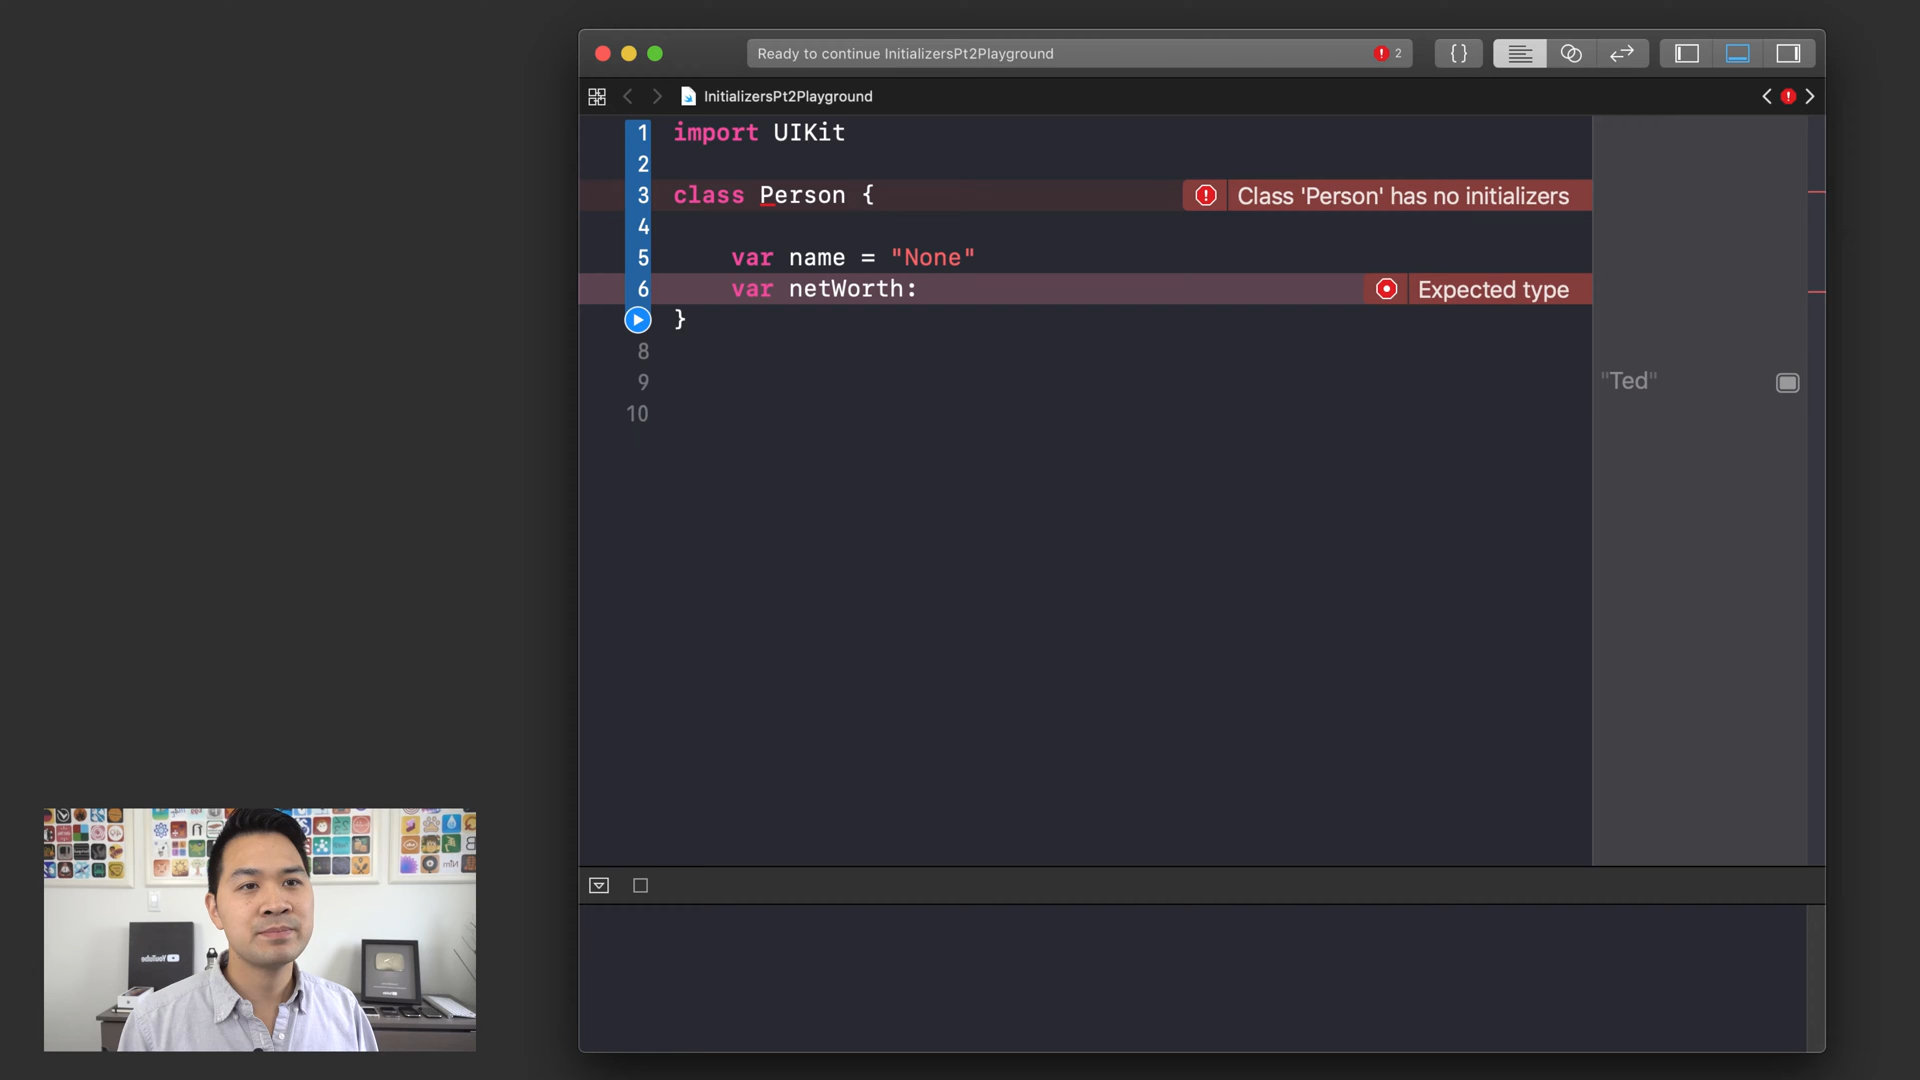 Ready to continue InitializersPt2Playground
2
{}
InitializersPt2Playground
1 import UIKit
2
3 class Person {
Class 'Person' has no initializers
4
5 var name = "None"
6 var netWorth:
Expected type
}
8
9
"Ted"
10
YouTube